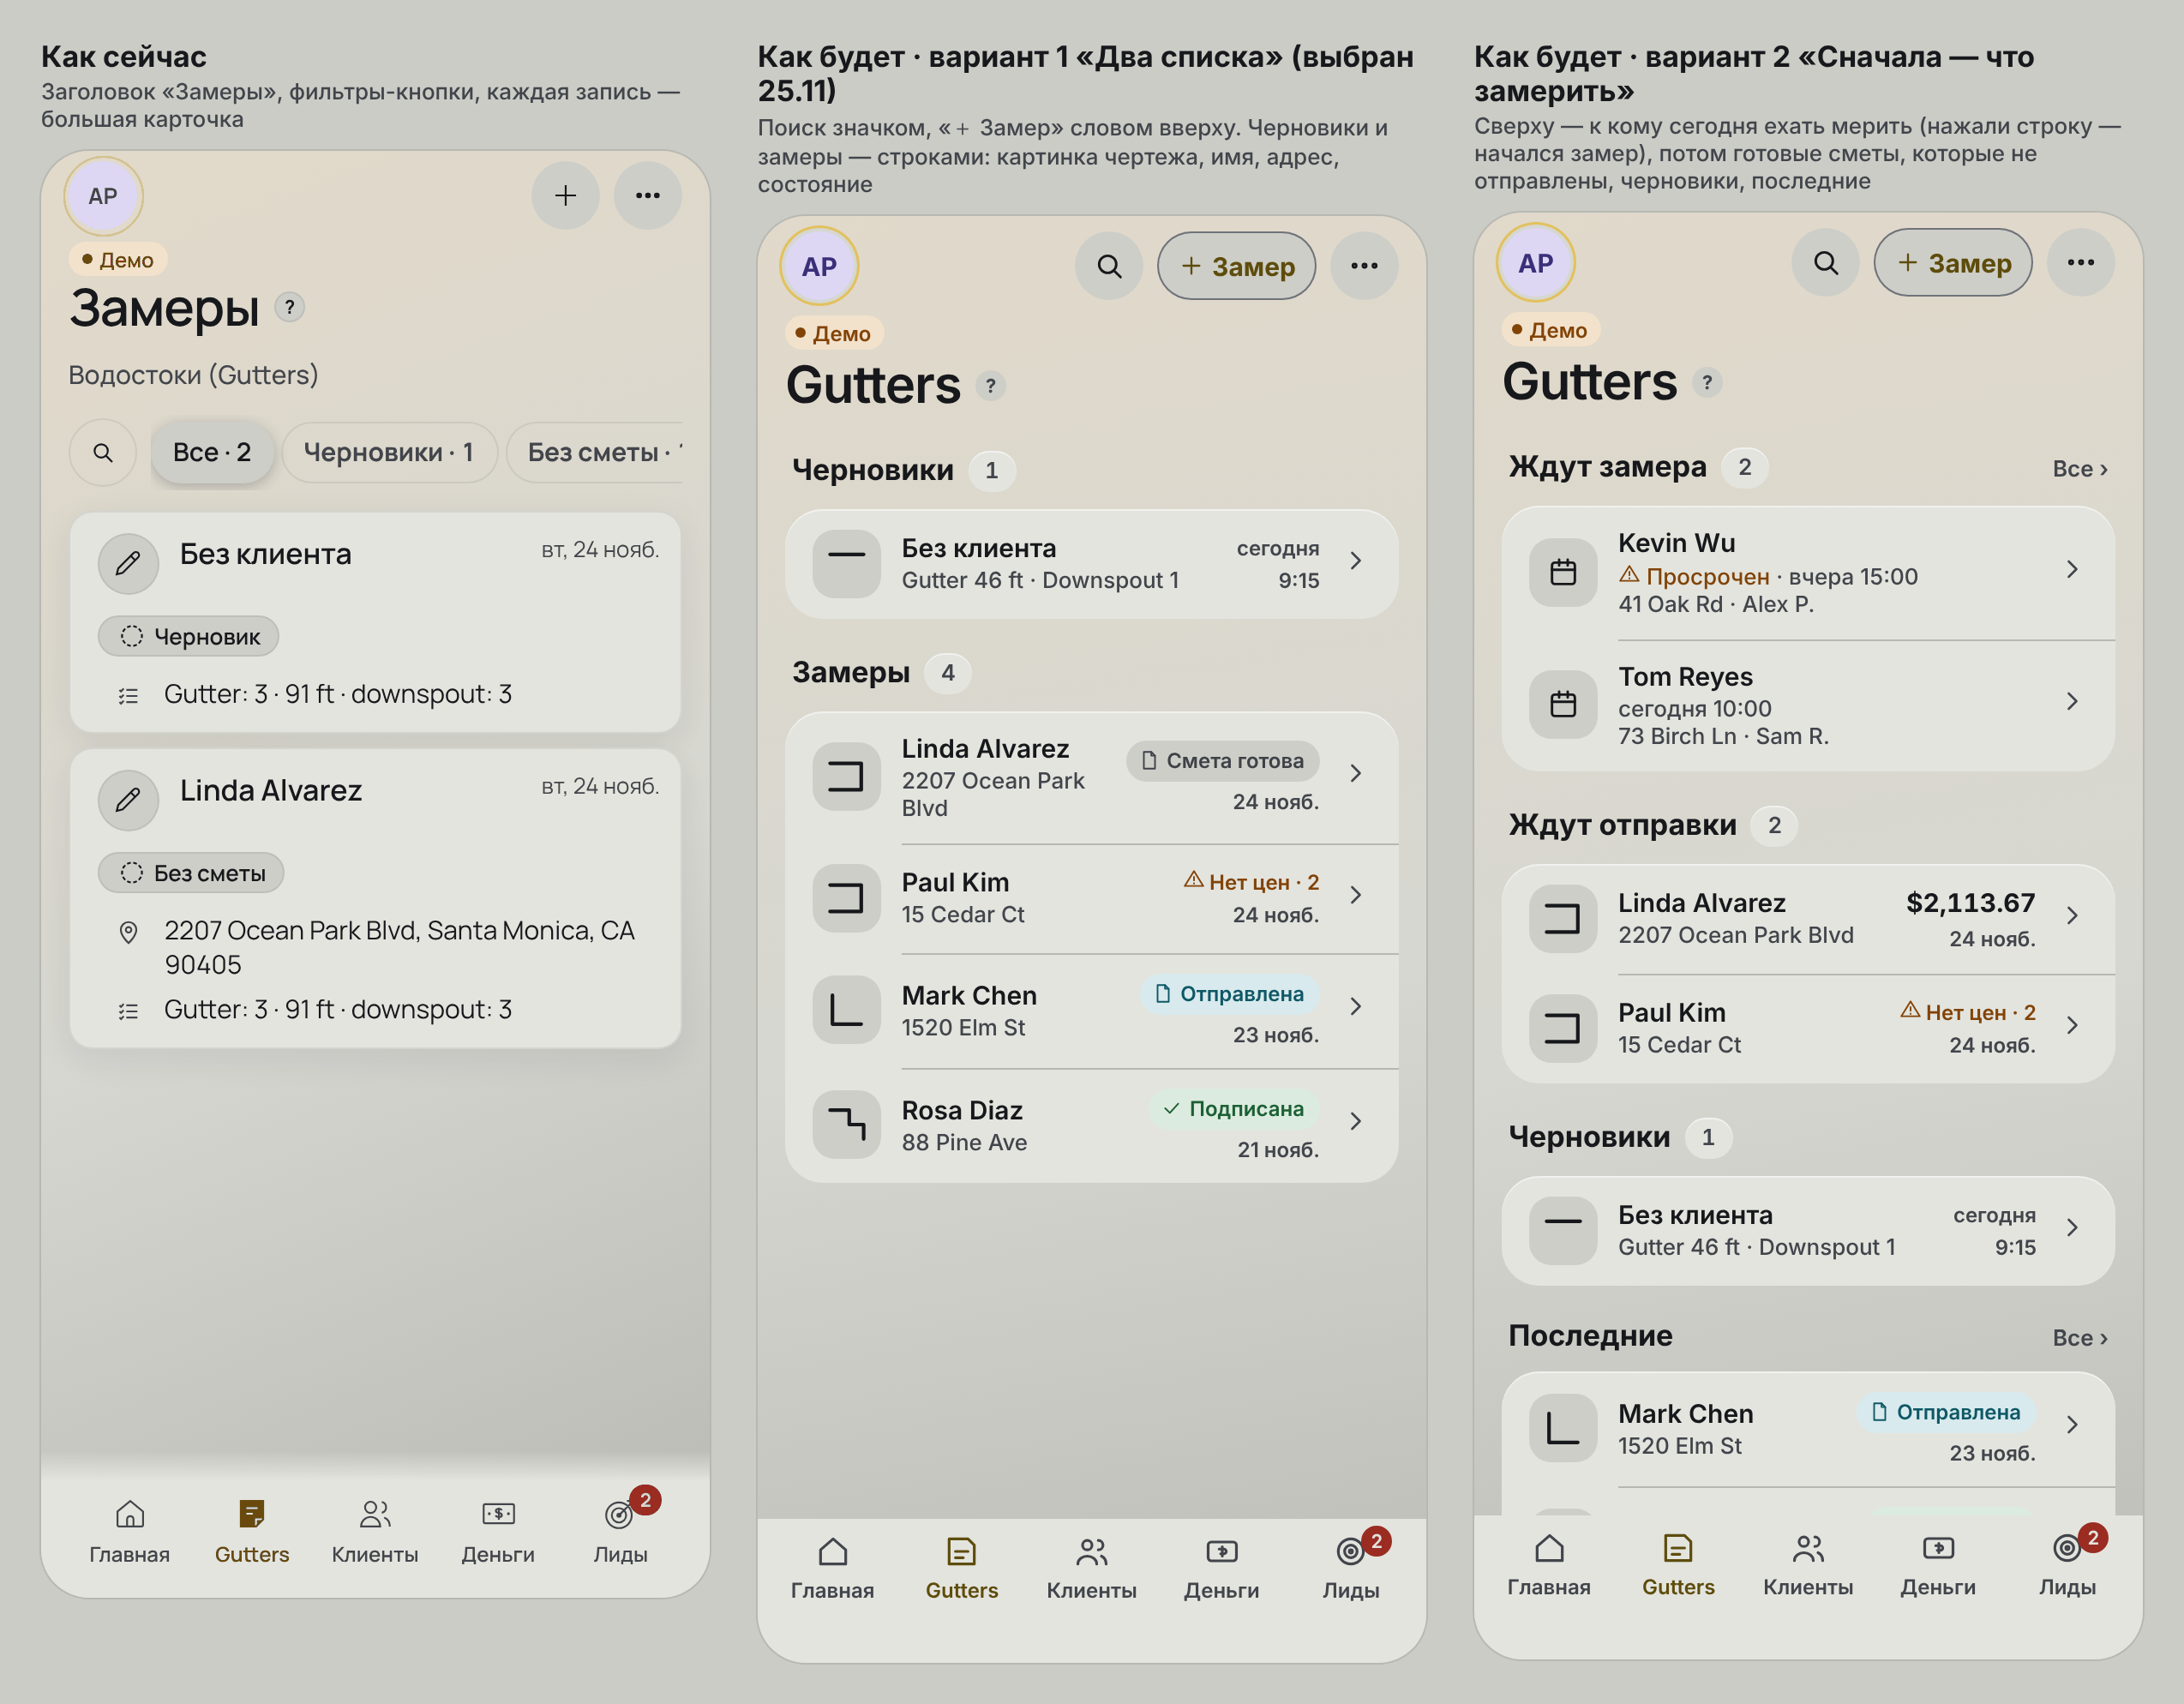 Как сейчас
Заголовок «Замеры», фильтры-кнопки, каждая запись —
большая карточка
AP
Демо
Замеры ?
Водостоки (Gutters)
Все · 2
Черновики · 1
Без сметы ·
Без клиента
вт, 24 нояб.
Черновик
Gutter: 3 · 91 ft · downspout: 3
Linda Alvarez
вт, 24 нояб.
Без сметы
2207 Ocean Park Blvd, Santa Monica, CA
90405
Gutter: 3 · 91 ft · downspout: 3
Главная
Gutters
Клиенты
Деньги
Лиды
2
Как будет · вариант 1 «Два списка» (выбран
25.11)
Поиск значком, «+ Замер» словом вверху. Черновики и
замеры — строками: картинка чертежа, имя, адрес,
состояние
AP
+ Замер
Демо
Gutters ?
Черновики 1
Без клиента
Gutter 46 ft · Downspout 1
сегодня
9:15
Замеры 4
Linda Alvarez
2207 Ocean Park
Blvd
Смета готова
24 нояб.
Paul Kim
15 Cedar Ct
Нет цен · 2
24 нояб.
Mark Chen
1520 Elm St
Отправлена
23 нояб.
Rosa Diaz
88 Pine Ave
Подписана
21 нояб.
Главная
Gutters
Клиенты
Деньги
Лиды
2
Как будет · вариант 2 «Сначала — что
замерить»
Сверху — к кому сегодня ехать мерить (нажали строку —
начался замер), потом готовые сметы, которые не
отправлены, черновики, последние
AP
+ Замер
Демо
Gutters ?
Ждут замера 2
Все ›
Kevin Wu
Просрочен · вчера 15:00
41 Oak Rd · Alex P.
Tom Reyes
сегодня 10:00
73 Birch Ln · Sam R.
Ждут отправки 2
Linda Alvarez
2207 Ocean Park Blvd
$2,113.67
24 нояб.
Paul Kim
15 Cedar Ct
Нет цен · 2
24 нояб.
Черновики 1
Без клиента
Gutter 46 ft · Downspout 1
сегодня
9:15
Последние
Все ›
Mark Chen
1520 Elm St
Отправлена
23 нояб.
Главная
Gutters
Клиенты
Деньги
Лиды
2